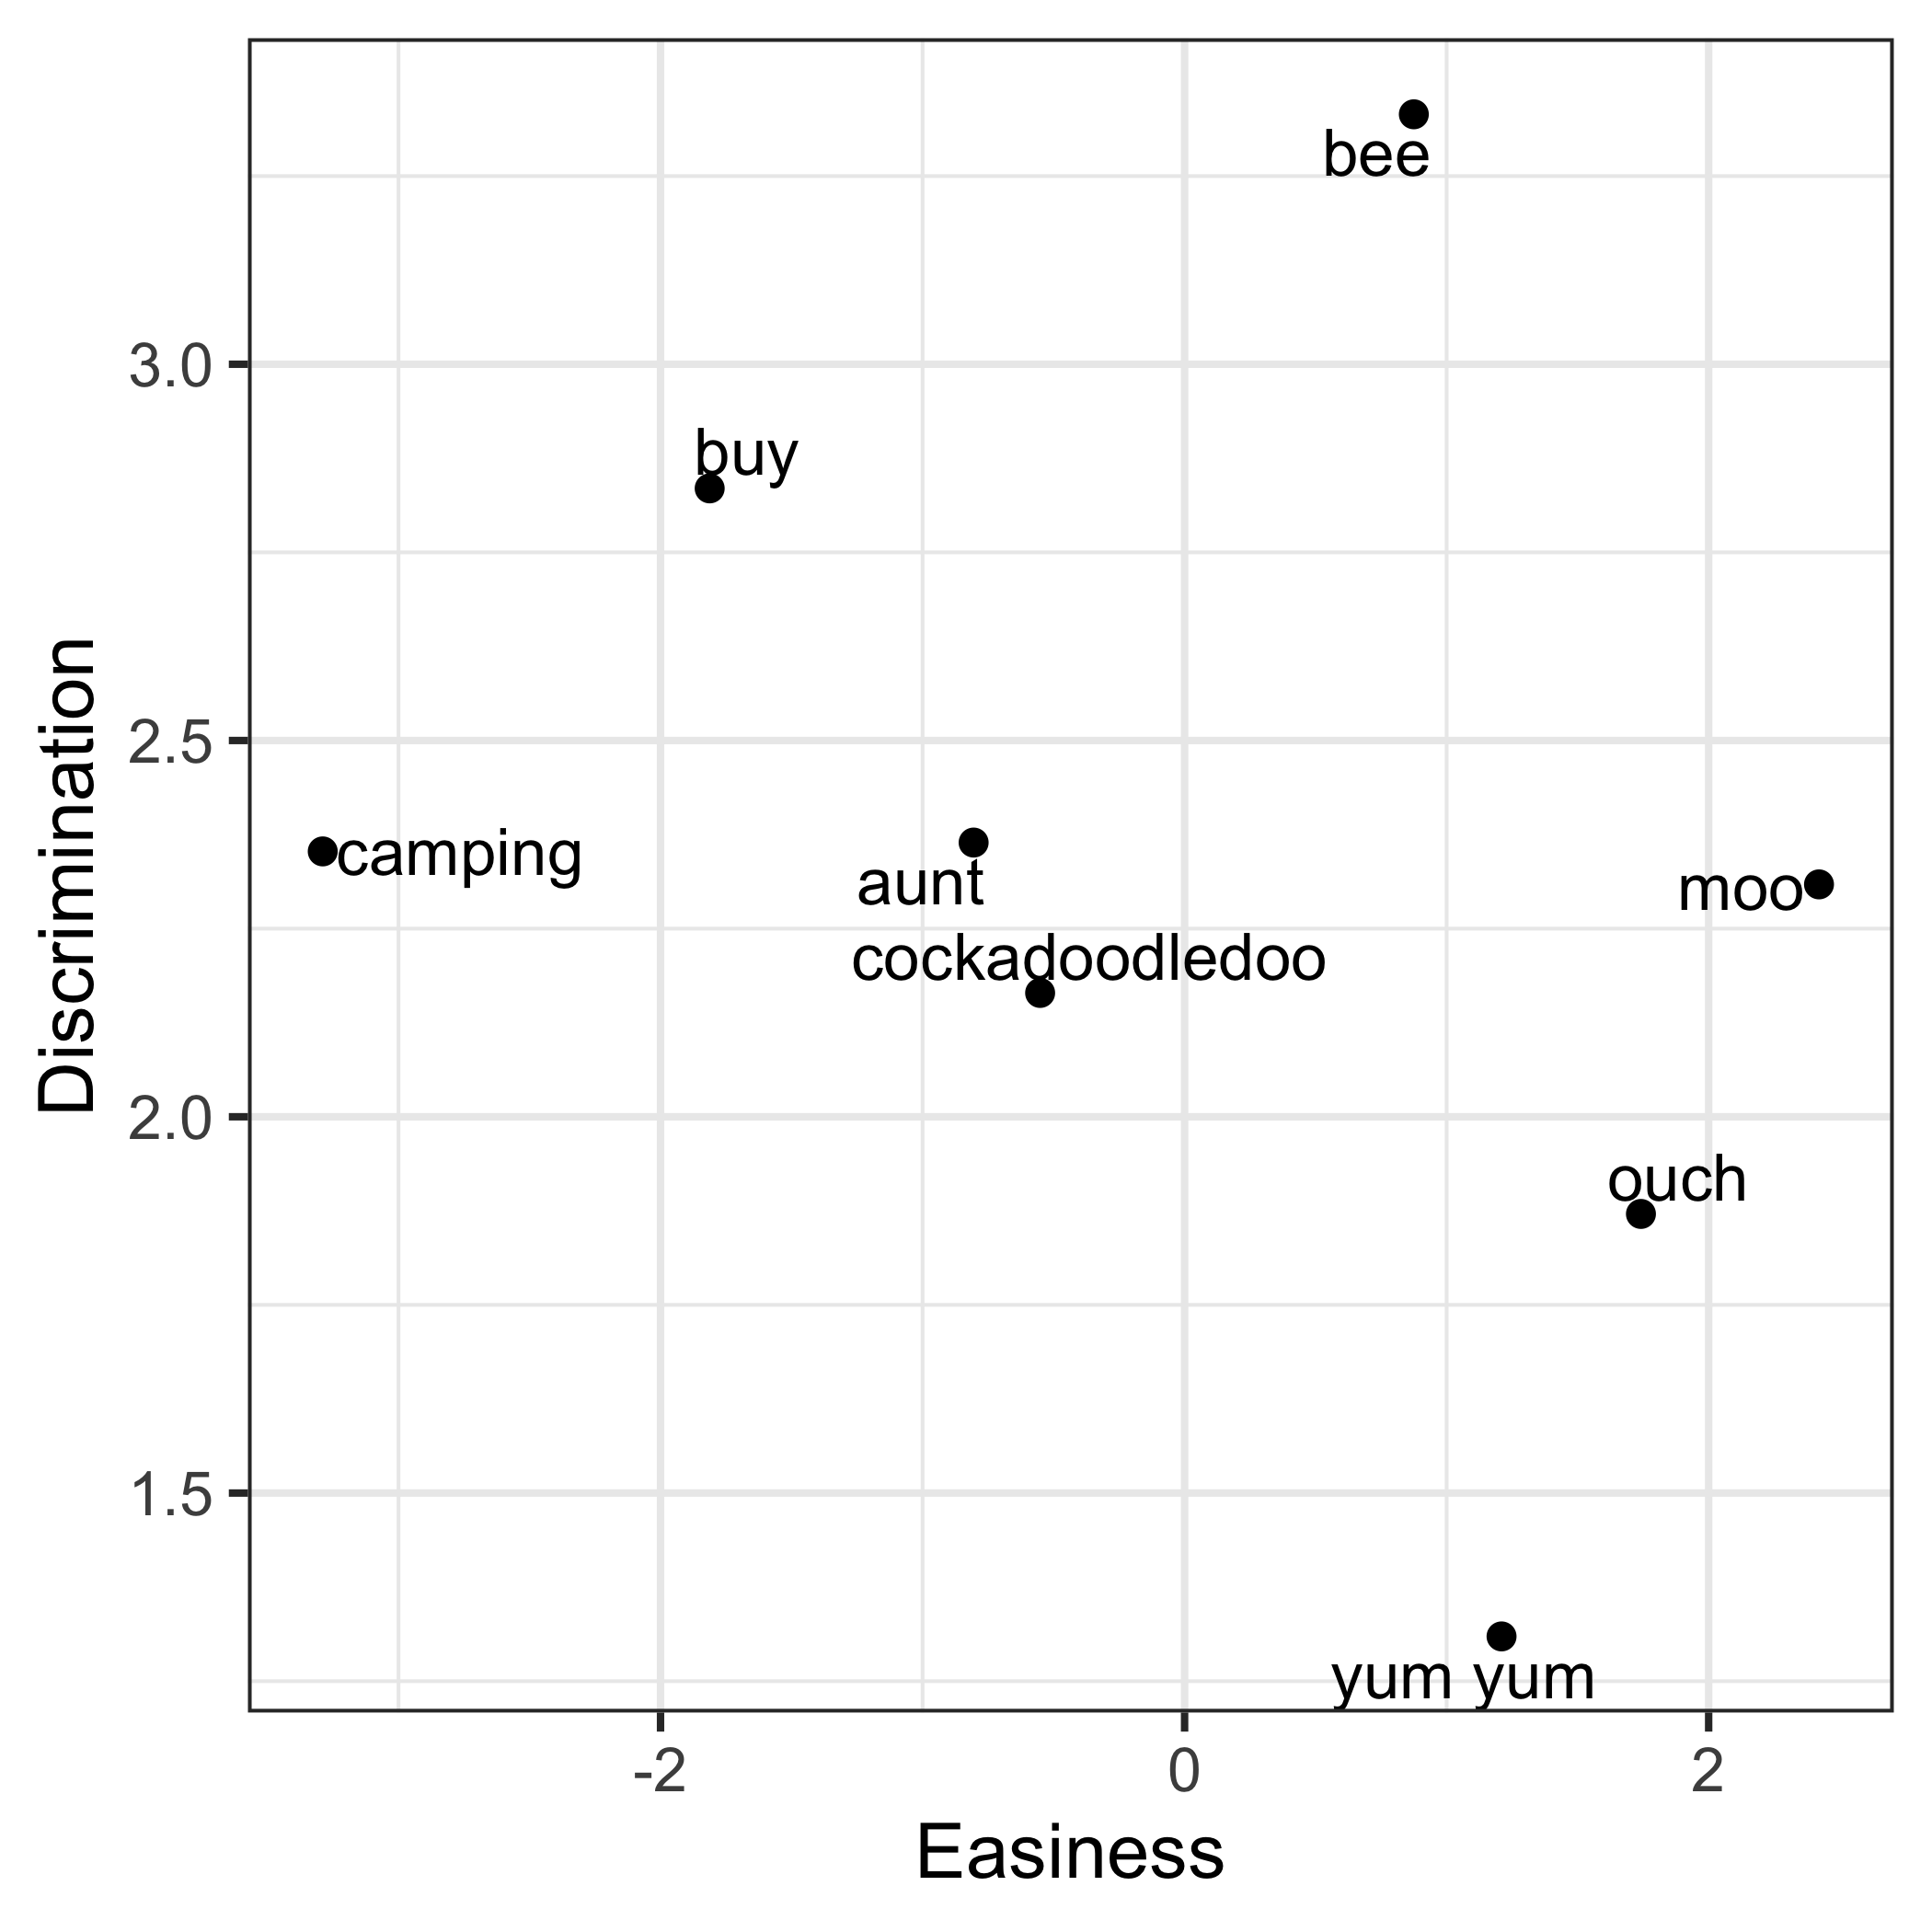 bee
3.0
buy
2.5
camping
aunt
moo
cockadoodledoo
2.0
ouch
1.5
yum yum
-2
0
2
Easiness
Discrimination